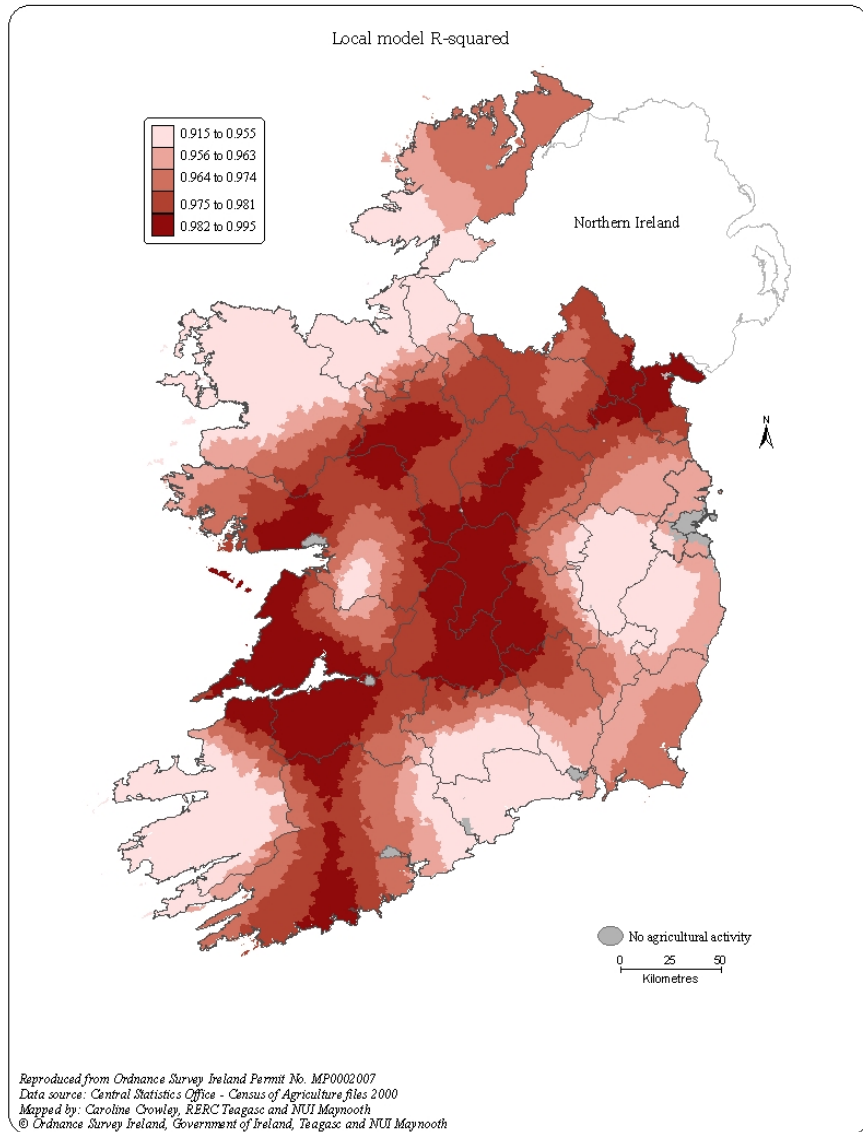 Local model R-squared
0.915 to 0.955
0.956 to 0.963
0.964 to 0.974
0.975 to 0.981
0.982 to 0.995
Northern Ireland
N
No agricultural activity
0 25 50
Kilometres
Reproduced from Ordnance Survey Ireland Permit No. MP0002007
Data source: Central Statistics Office - Census of Agriculture files 2000
Mapped by: Caroline Crowley, RERC Teagasc and NUI Maynooth
© Ordnance Survey Ireland, Government of Ireland, Teagasc and NUI Maynooth